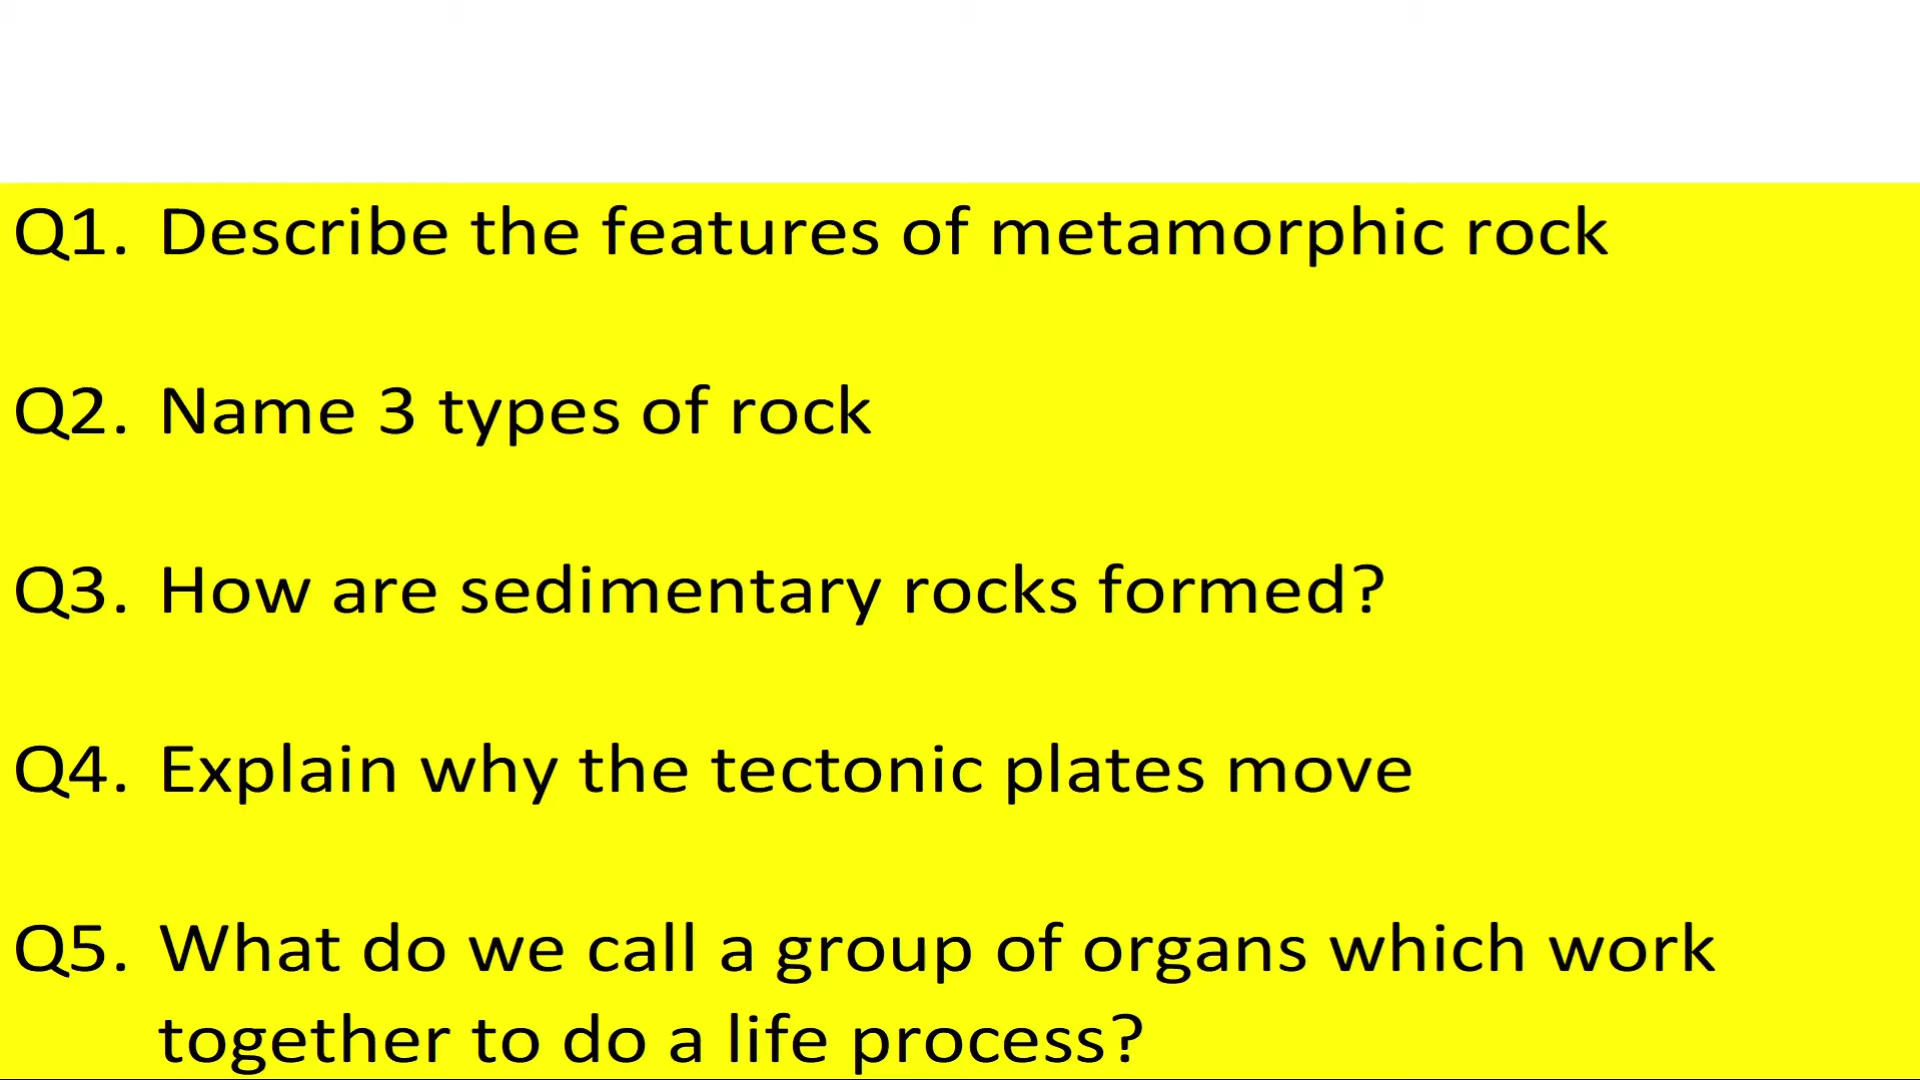 Q1. Describe the features of metamorphic rock
Q2. Name 3 types of rock
Q3. How are sedimentary rocks formed?
Q4. Explain why the tectonic plates move
Q5. What do we call a group of organs which work
together to do a life process?